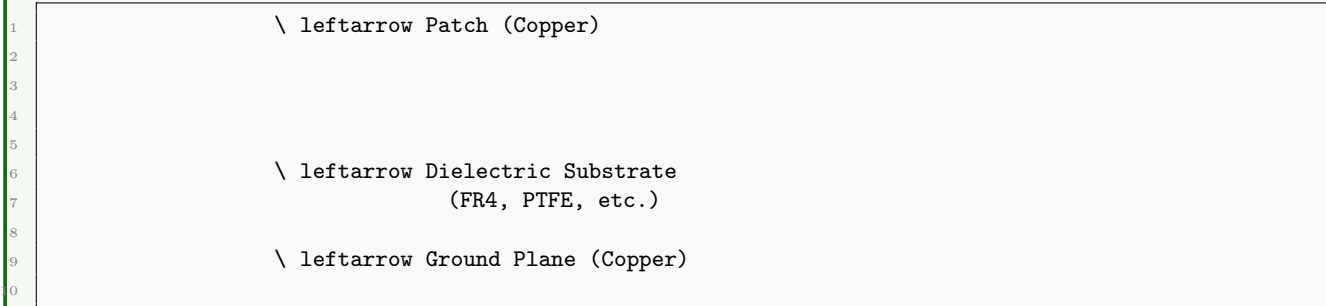 1 \ leftarrow Patch (Copper)
2
3
4
5
6 \ leftarrow Dielectric Substrate
7 (FR4, PTFE, etc.)
8
9 \ leftarrow Ground Plane (Copper)
10